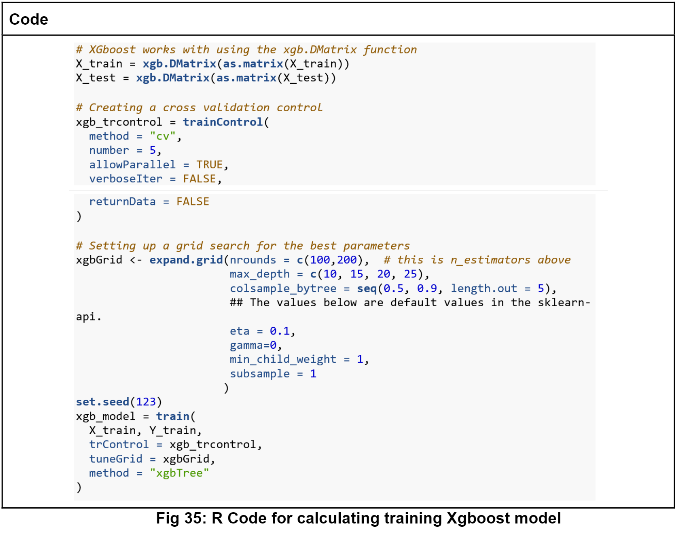 Code
# XGboost works with using the xgb.DMatrix function
X_train = xgb.DMatrix(as.matrix(X_train))
X_test = xgb.DMatrix(as.matrix(X_test))
# Creating a cross validation control
xgb_trcontrol = trainControl(
method = "cv",
number = 5,
allowParallel = TRUE,
verboseIter = FALSE,
returnData = FALSE
)
# Setting up a grid search for the best parameters
xgbGrid <- expand.grid(nrounds = c(100,200),  # this is n_estimators above
max_depth = c(10, 15, 20, 25),
colsample_bytree = seq(0.5, 0.9, length.out = 5),
## The values below are default values in the sklearn-
api.
eta = 0.1,
gamma=0,
min_child_weight = 1,
subsample = 1
)
set.seed(123)
xgb_model = train(
X_train, Y_train,
trControl = xgb_trcontrol,
tuneGrid = xgbGrid,
method = "xgbTree"
)
Fig 35: R Code for calculating training Xgboost model